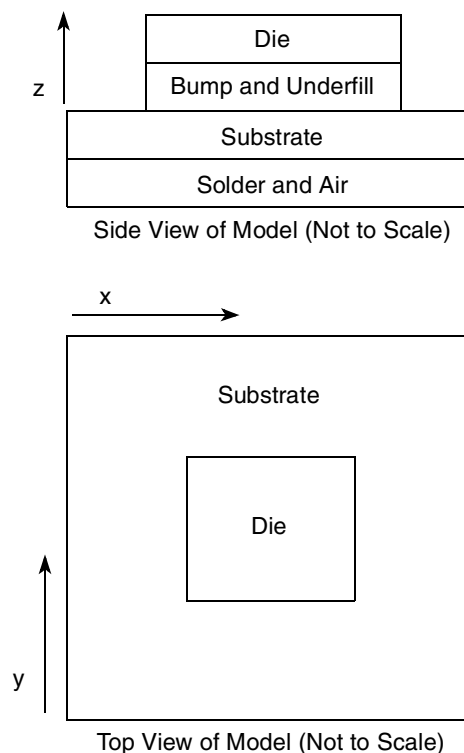 Die
z
Bump and Underfill
Substrate
Solder and Air
Side View of Model (Not to Scale)
x
Substrate
Die
y
Top View of Model (Not to Scale)